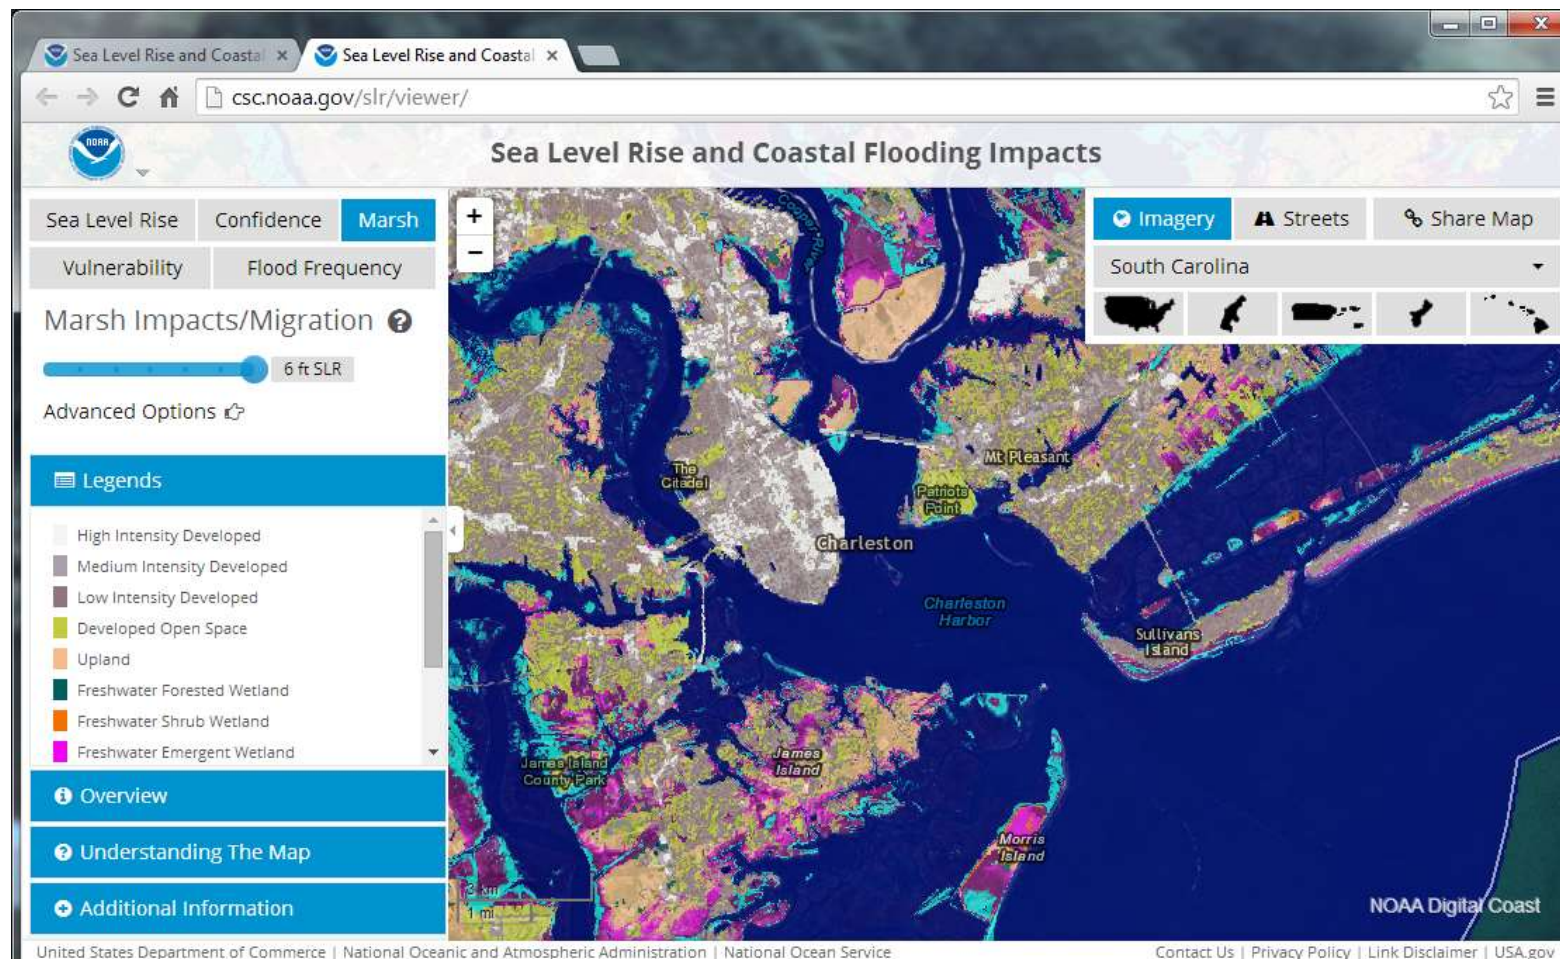 Sea Level Rise and Coastal
Sea Level Rise and Coastal
csc.noaa.gov/slr/viewer/
NOAA
Sea Level Rise and Coastal Flooding Impacts
Sea Level Rise
Confidence
Marsh
Vulnerability
Flood Frequency
Marsh Impacts/Migration
6 ft SLR
Advanced Options
Legends
High Intensity Developed
Medium Intensity Developed
Low Intensity Developed
Developed Open Space
Upland
Freshwater Forested Wetland
Freshwater Shrub Wetland
Freshwater Emergent Wetland
Overview
Understanding The Map
Additional Information
+
−
Imagery
Streets
Share Map
South Carolina
Cooper River
The
Citadel
Mt Pleasant
Patriots
Point
Charleston
Charleston
Harbor
Sullivans
Island
James Island
County Park
James
Island
Morris
Island
3 km
1 mi
NOAA Digital Coast
United States Department of Commerce | National Oceanic and Atmospheric Administration | National Ocean Service
Contact Us | Privacy Policy | Link Disclaimer | USA.gov